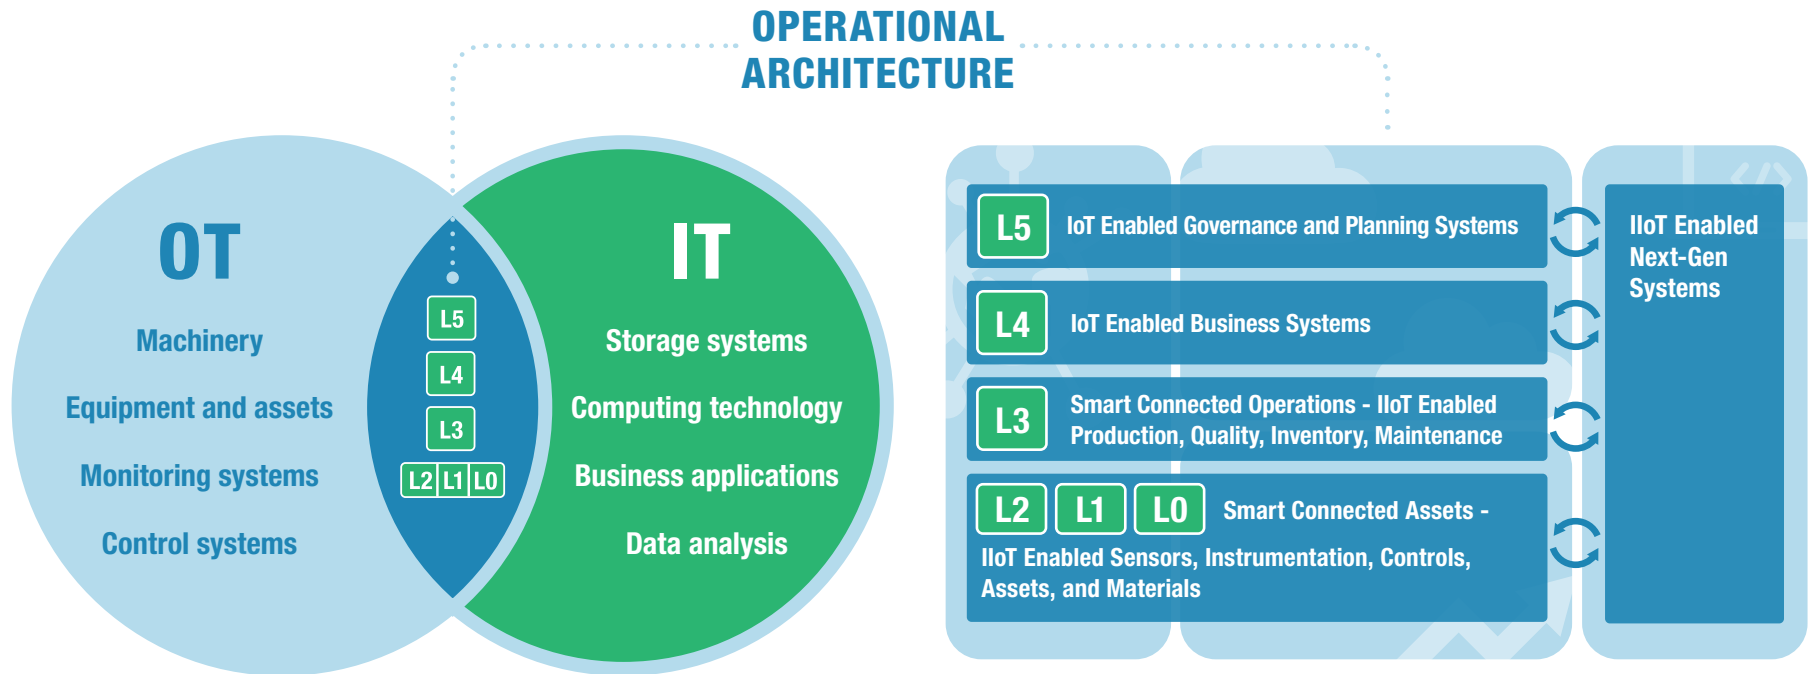 OPERATIONAL
ARCHITECTURE
OT
Machinery
Equipment and assets
Monitoring systems
Control systems
L5
L4
L3
L2 L1 L0
IT
Storage systems
Computing technology
Business applications
Data analysis
L5 IoT Enabled Governance and Planning Systems
L4 IoT Enabled Business Systems
L3 Smart Connected Operations - IIoT Enabled
Production, Quality, Inventory, Maintenance
L2 L1 L0 Smart Connected Assets -
IIoT Enabled Sensors, Instrumentation, Controls,
Assets, and Materials
IIoT Enabled
Next-Gen
Systems